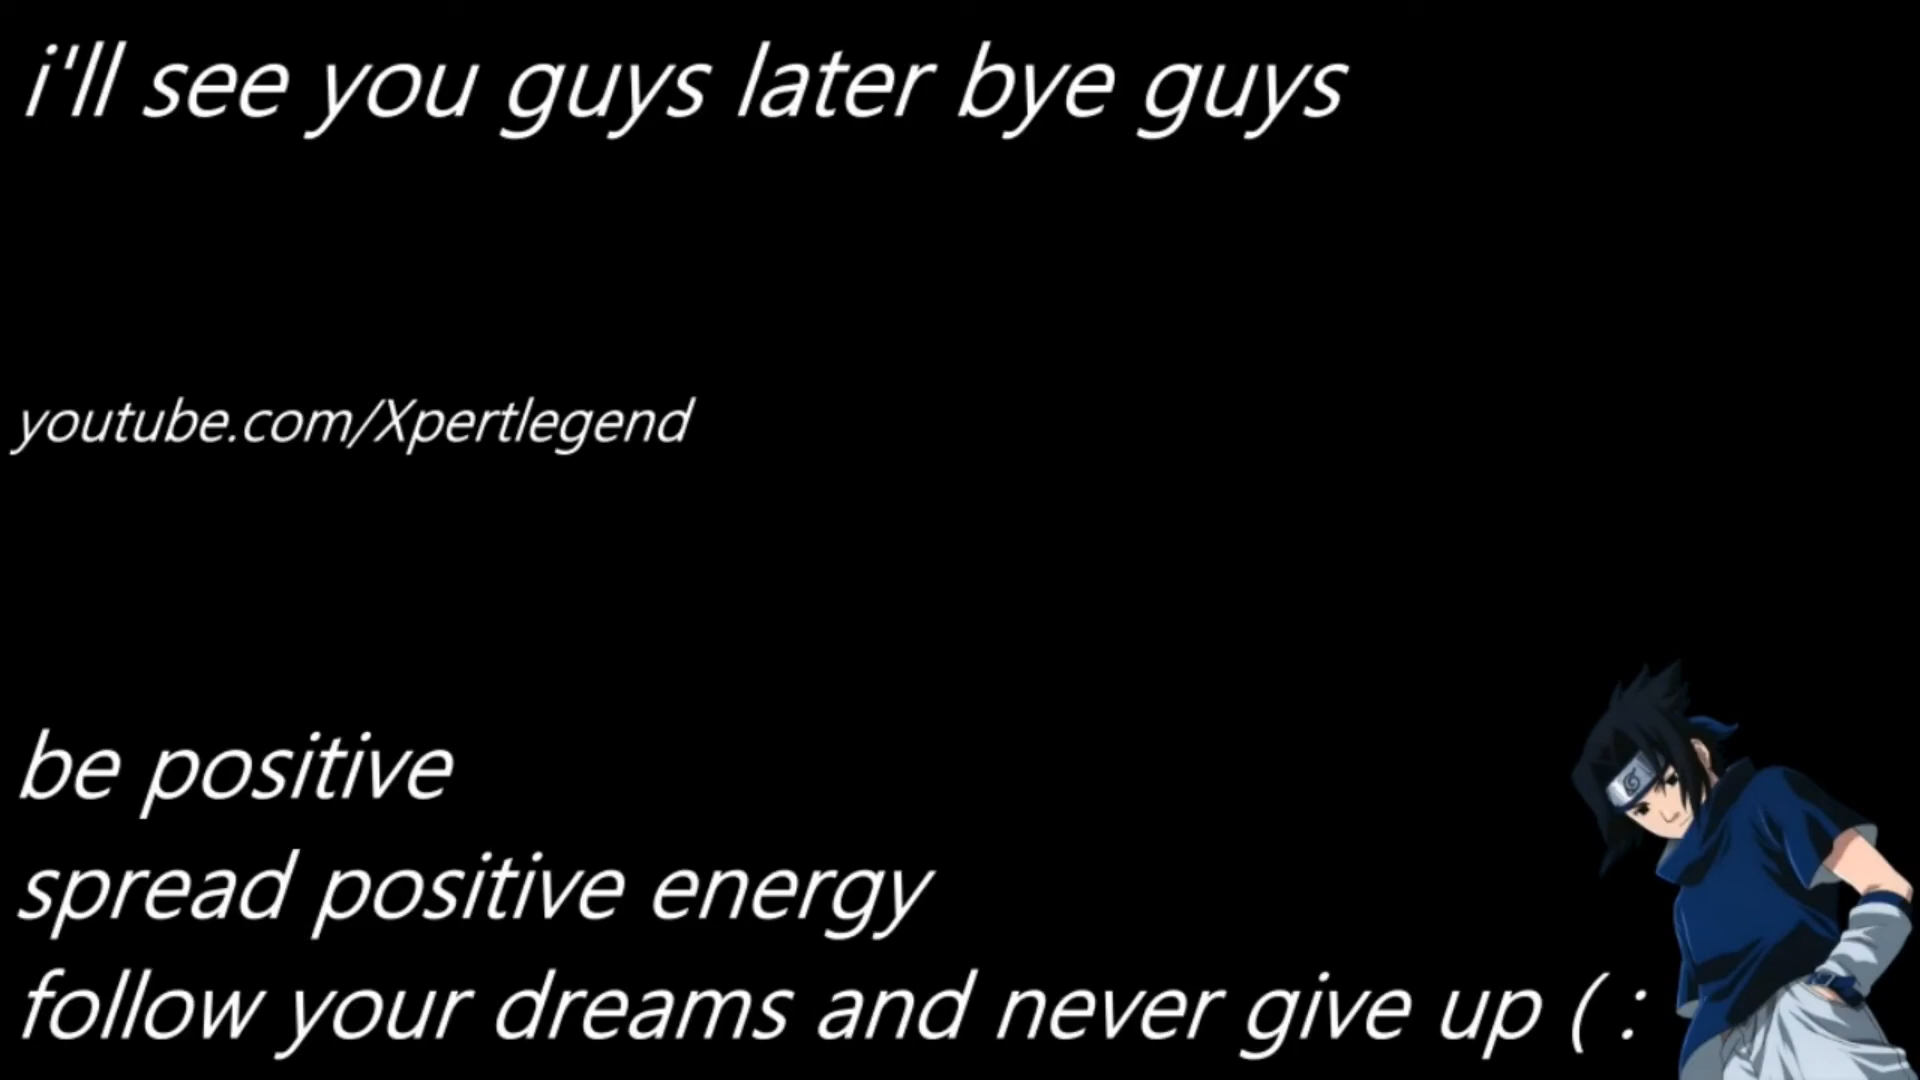 i'll see you guys later bye guys
youtube.com/Xpertlegend
be positive
spread positive energy
follow your dreams and never give up ( :